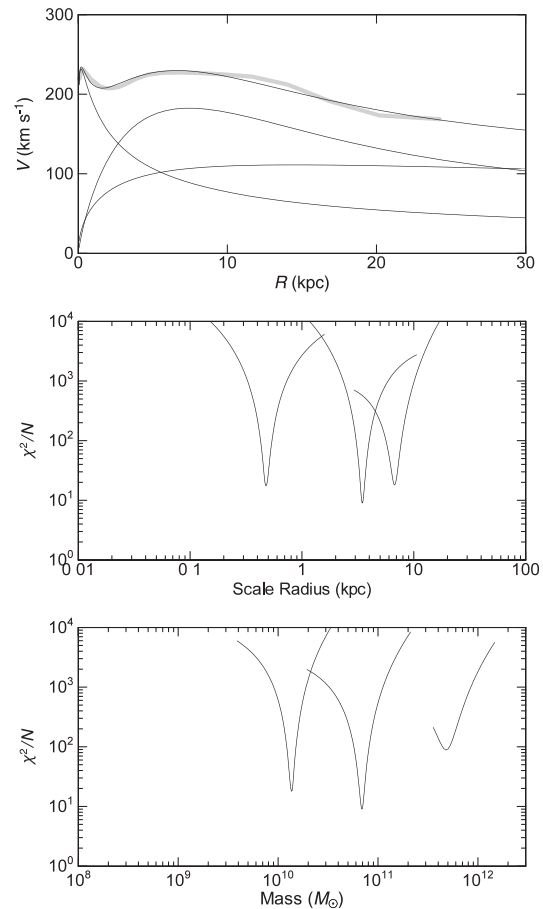 300
200
100
0
V (km s⁻¹)
0 10 20 30
R (kpc)
10⁴
10³
10²
10¹
10⁰
χ²/N
0 01 0 1 1 10 100
Scale Radius (kpc)
10⁴
10³
10²
10¹
10⁰
χ²/N
10⁸ 10⁹ 10¹⁰ 10¹¹ 10¹²
Mass (M⊙)